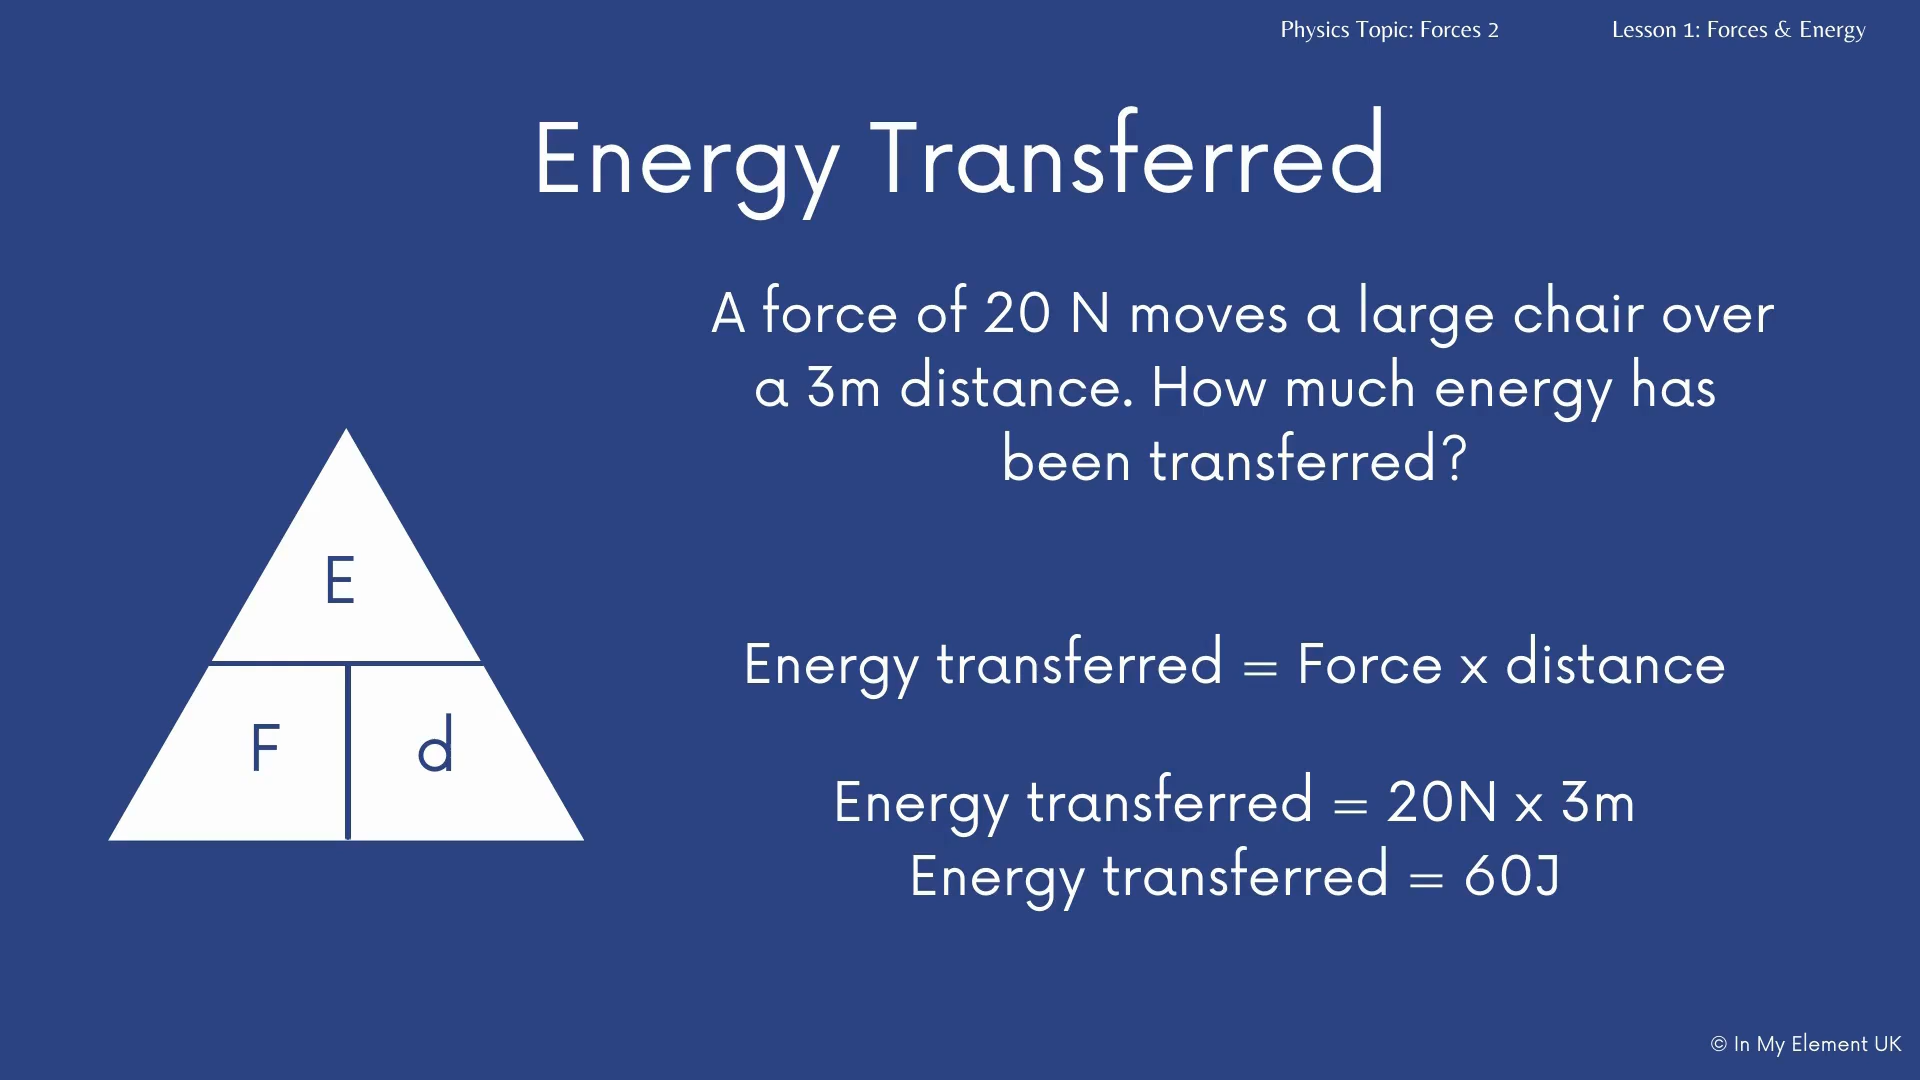 Physics Topic: Forces 2
Lesson 1: Forces & Energy
Energy Transferred
A force of 20 N moves a large chair over
a 3m distance. How much energy has
been transferred?
E
F
d
Energy transferred = Force x distance
Energy transferred = 20N x 3m
Energy transferred = 60J
© In My Element UK